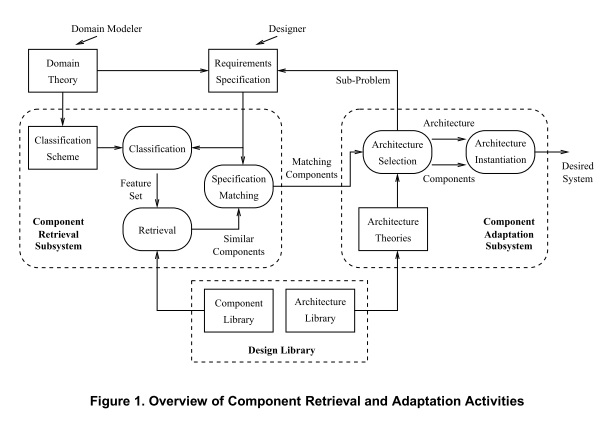 Domain Modeler
Designer
Domain
Theory
Requirements
Specification
Sub-Problem
Classification
Scheme
Classification
Feature
Set
Specification
Matching
Matching
Components
Architecture
Architecture
Selection
Architecture
Instantiation
Components
Desired
System
Component
Retrieval
Subsystem
Retrieval
Similar
Components
Architecture
Theories
Component
Adaptation
Subsystem
Component
Library
Architecture
Library
Design Library
Figure 1. Overview of Component Retrieval and Adaptation Activities